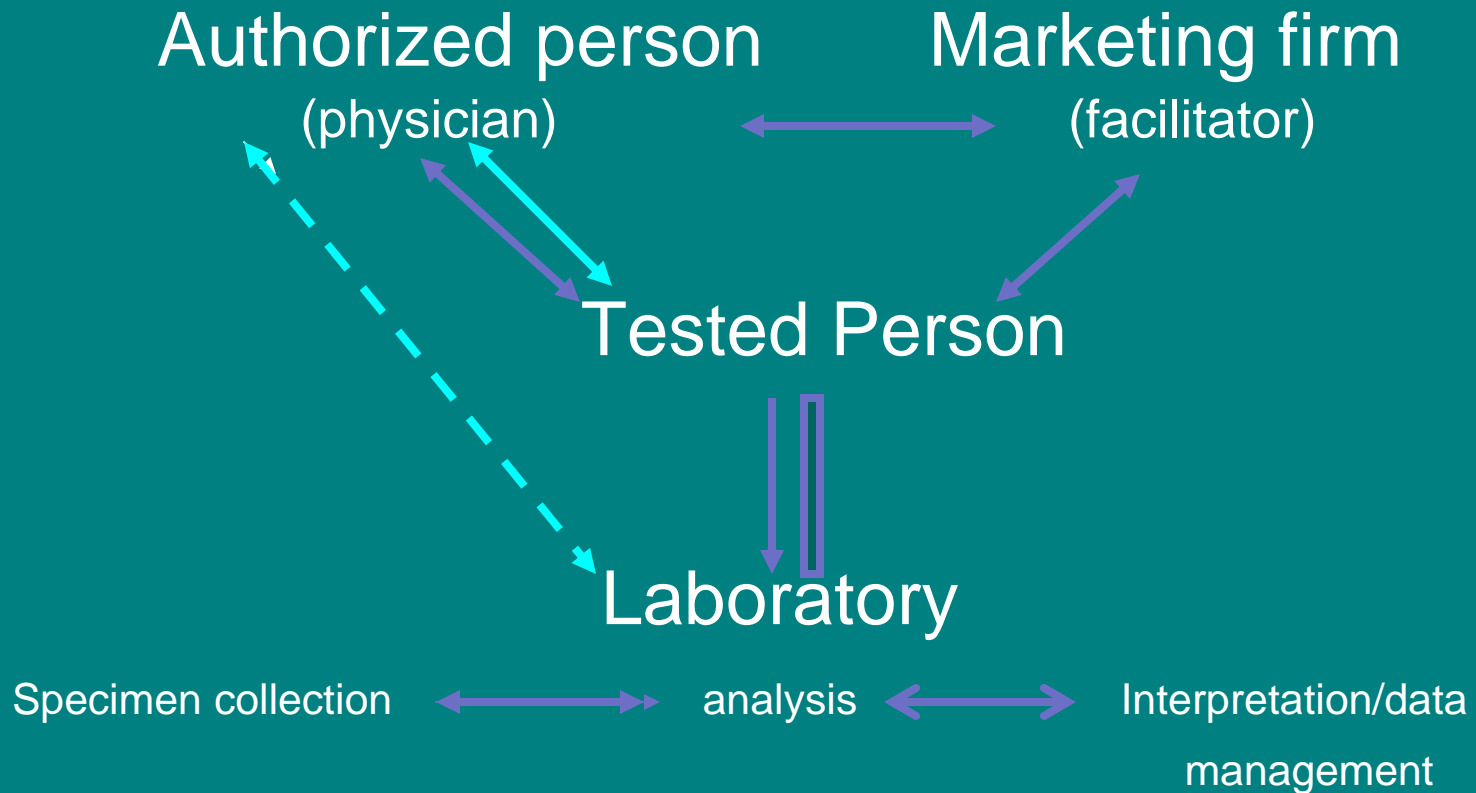 Authorized person
Marketing firm
(physician)
(facilitator)
Tested Person
Laboratory
Specimen collection
analysis
Interpretation/data
management